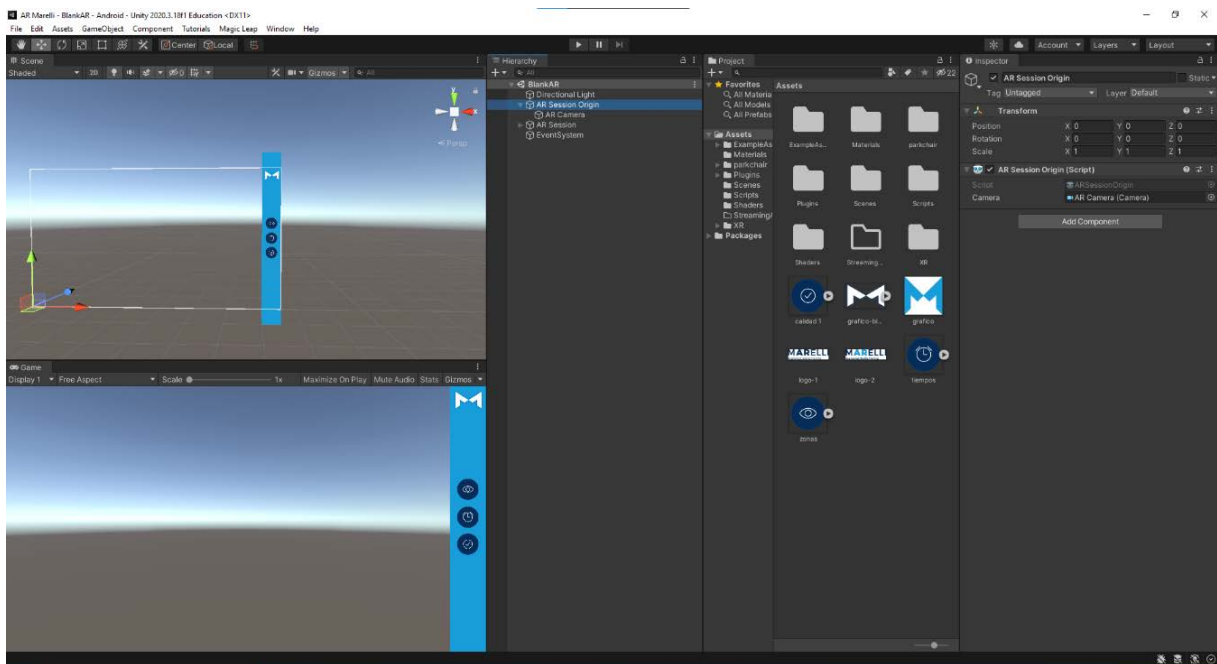 AR Marelli - BlankAR - Android - Unity 2020.3.18f1 Education <DX11>
File Edit Assets GameObject Component Tutorials Magic Leap Window Help
Center Local
Account Layers Layout
Scene
Shaded 2D Gizmos All
y
x
Persp
Game
Display 1 Free Aspect Scale 1x Maximize On Play Mute Audio Stats Gizmos
Hierarchy
All
BlankAR
Directional Light
AR Session Origin
AR Camera
AR Session
EventSystem
Project
22
Favorites
All Materia
All Models
All Prefabs
Assets
ExampleAs
Materials
parkchair
Plugins
Scenes
Scripts
Shaders
Streaming/
XR
Packages
Assets
ExampleAs... Materials parkchair
Plugins Scenes Scripts
Shaders Streaming... XR
calidad 1 grafico-bl... grafico
MARELLI MARELLI
logo-1 logo-2 tiempos
zonas
Inspector
AR Session Origin Static
Tag Untagged Layer Default
Transform
Position X 0 Y 0 Z 0
Rotation X 0 Y 0 Z 0
Scale X 1 Y 1 Z 1
AR Session Origin (Script)
Script ARSessionOrigin
Camera AR Camera (Camera)
Add Component